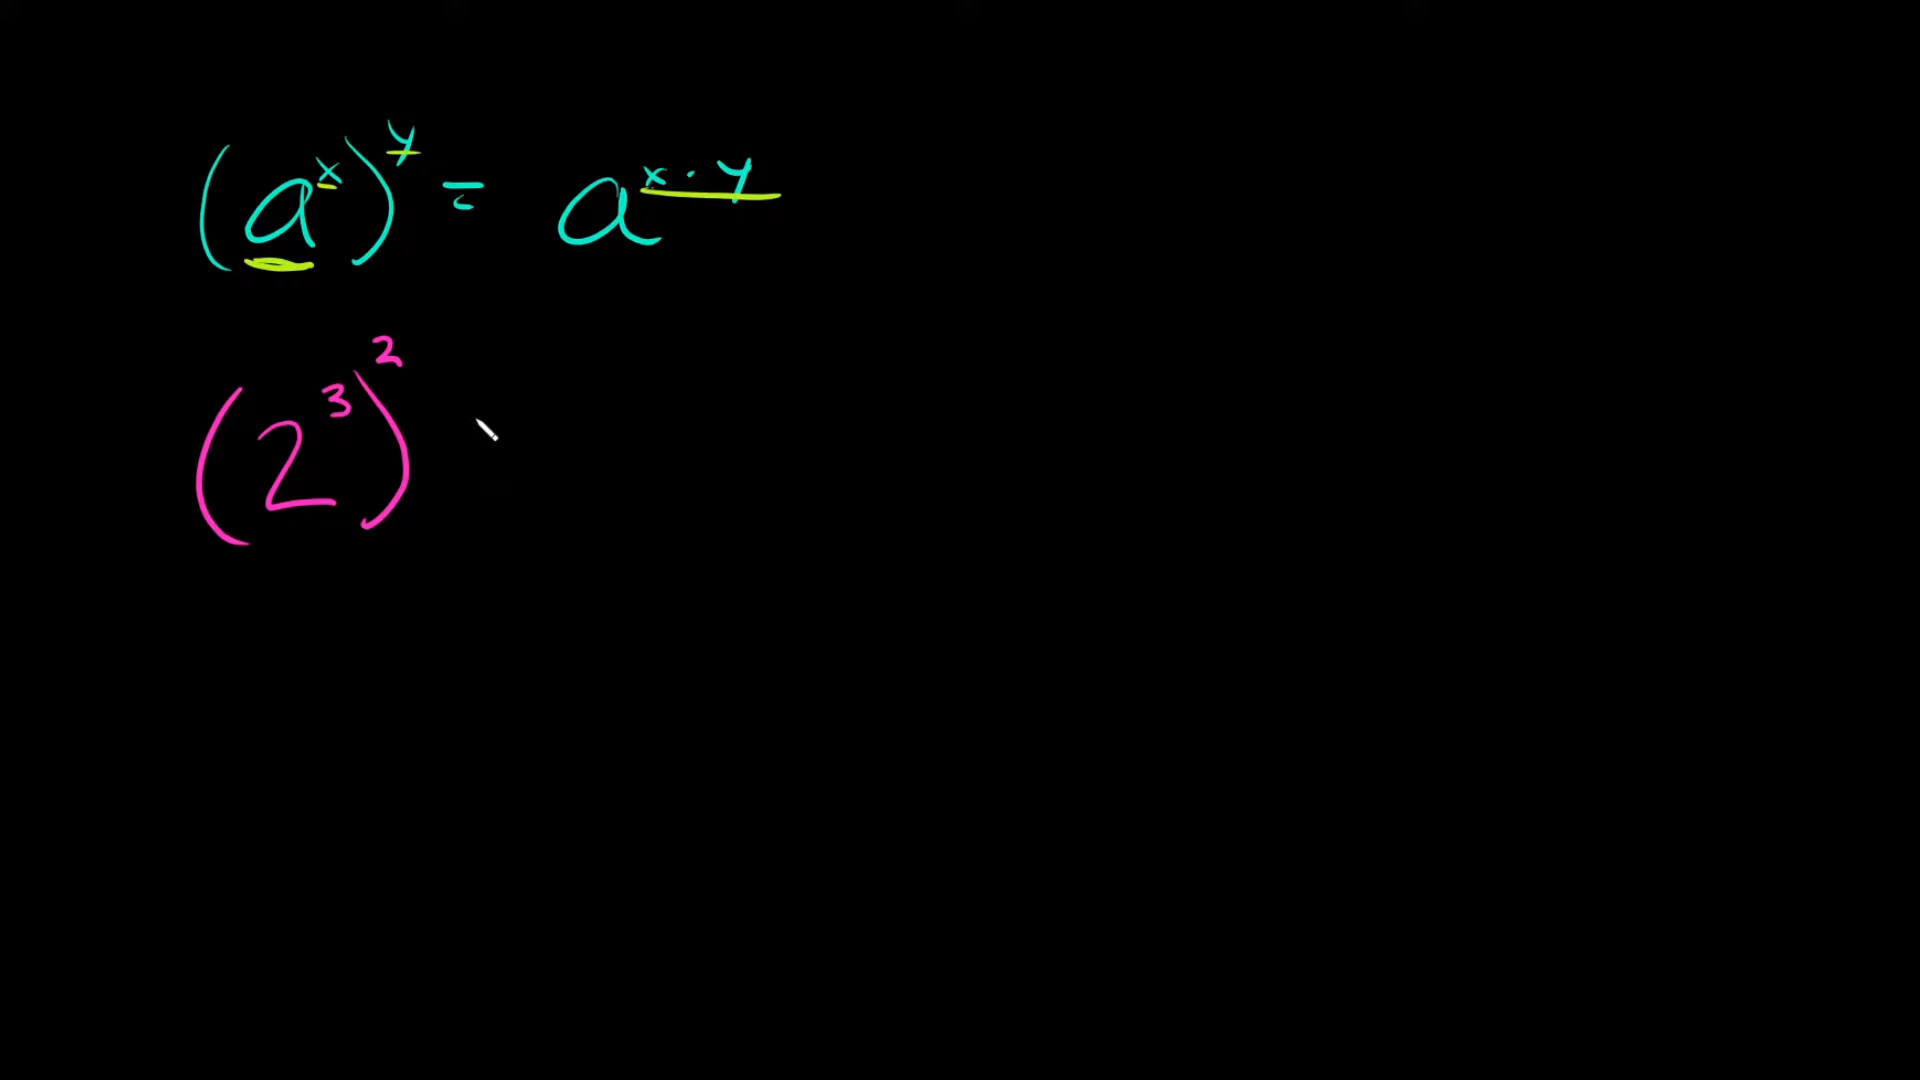 (a^x)^y = a^{x · y}
(2^3)^2